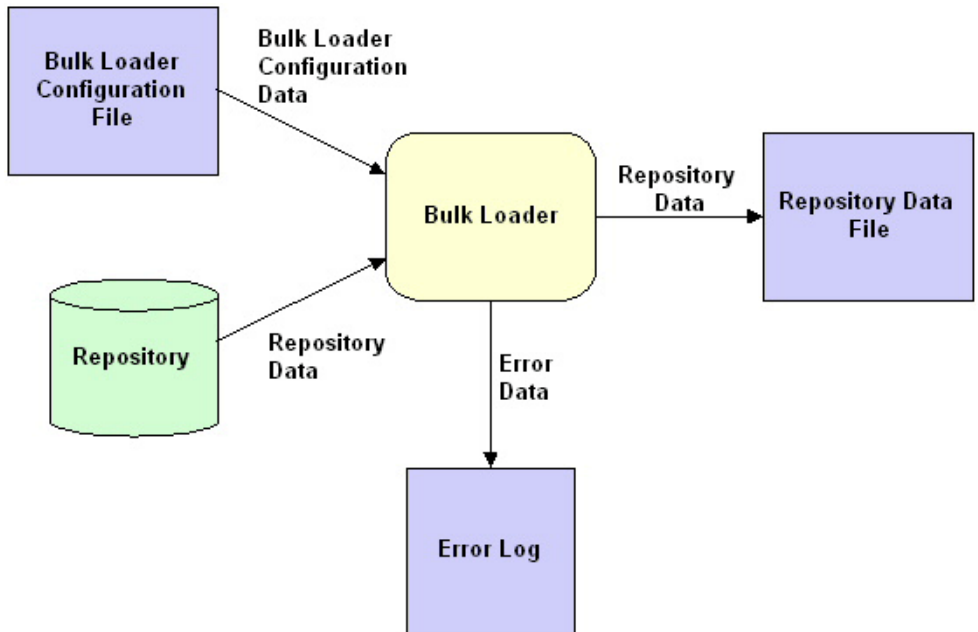 Bulk Loader
Configuration
File
Bulk Loader
Configuration
Data
Bulk Loader
Repository
Data
Repository Data
File
Repository
Repository
Data
Error
Data
Error Log